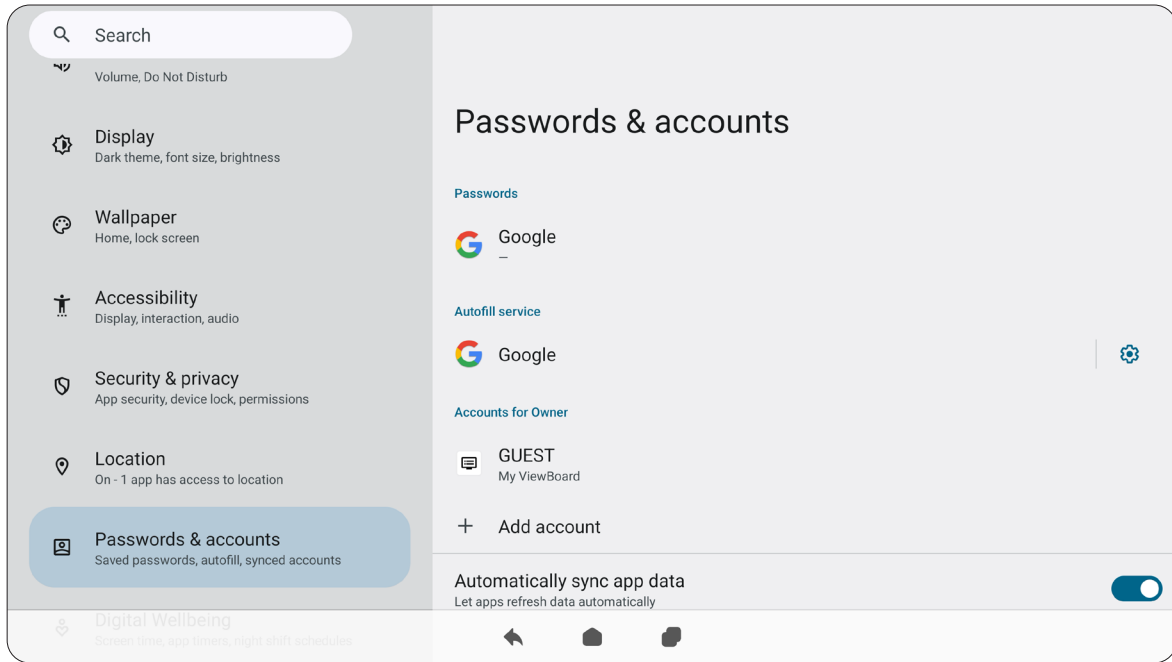 Search
Volume, Do Not Disturb
Display
Dark theme, font size, brightness
Wallpaper
Home, lock screen
Accessibility
Display, interaction, audio
Security & privacy
App security, device lock, permissions
Location
On - 1 app has access to location
Passwords & accounts
Saved passwords, autofill, synced accounts
Digital Wellbeing
Screen time, app timers, night shift schedules
Passwords & accounts
Passwords
Google
–
Autofill service
Google
Accounts for Owner
GUEST
My ViewBoard
Add account
Automatically sync app data
Let apps refresh data automatically